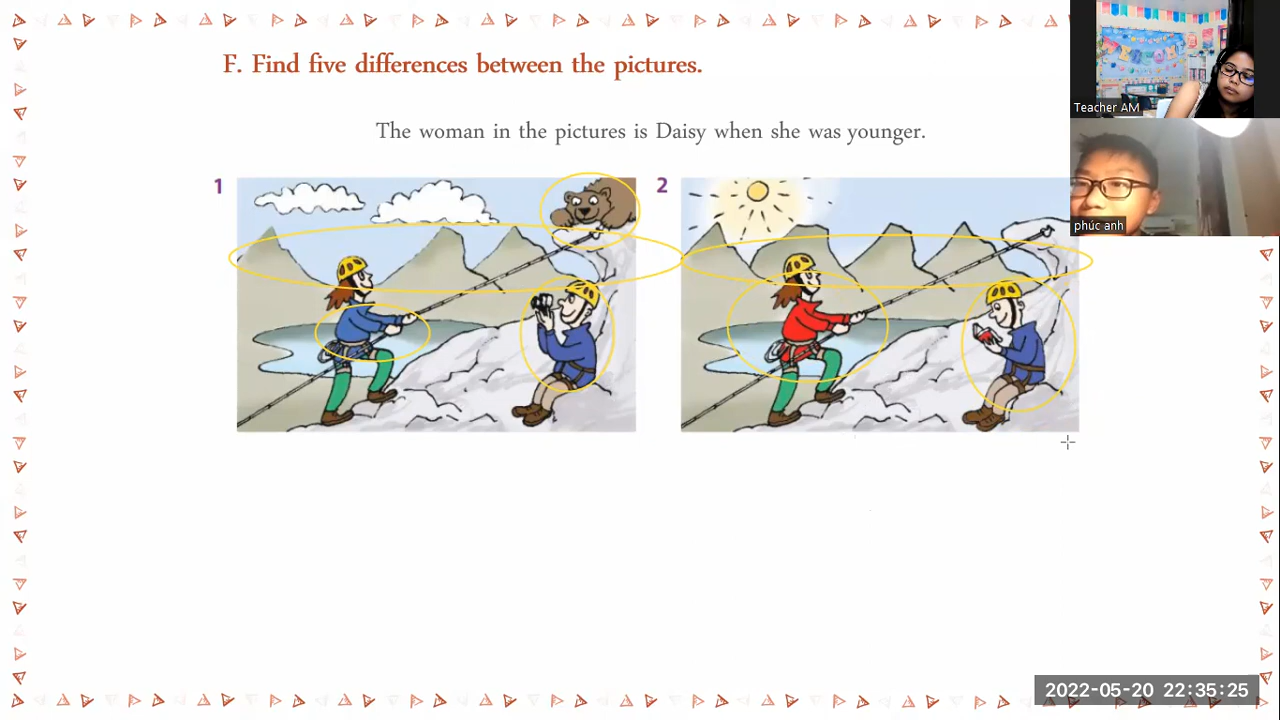 F. Find five differences between the pictures.
The woman in the pictures is Daisy when she was younger.
1
2
Teacher AM
phúc anh
2022-05-20 22:35:25